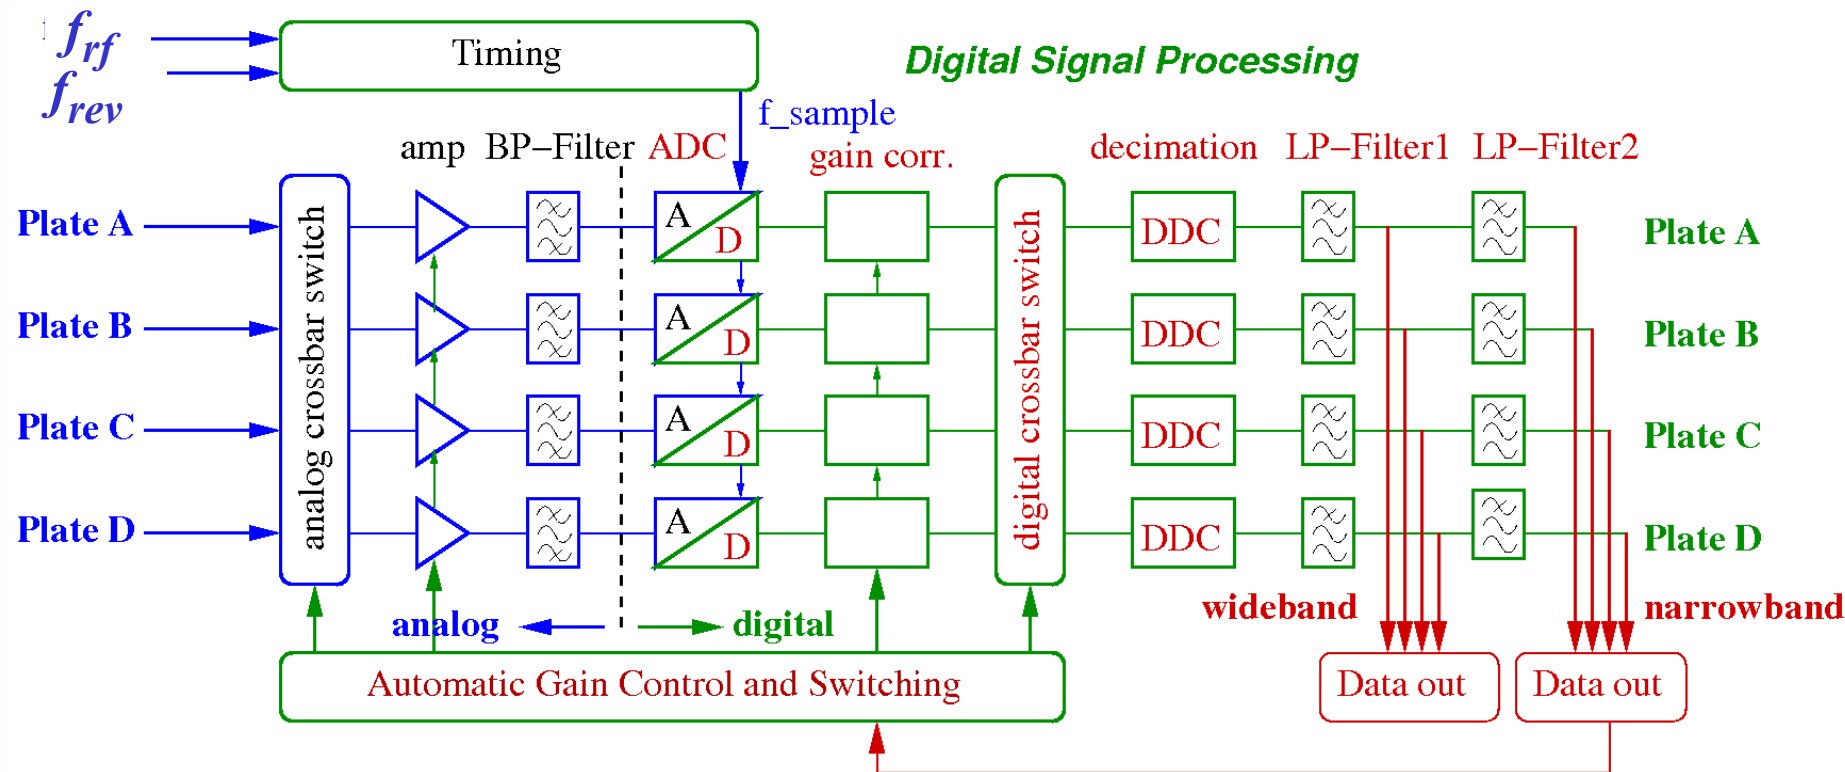 f_rf
f_rev
Timing
Digital Signal Processing
f_sample
amp BP–Filter ADC gain corr. decimation LP–Filter1 LP–Filter2
analog crossbar switch
digital crossbar switch
Plate A A D DDC Plate A
Plate B A D DDC Plate B
Plate C A D DDC Plate C
Plate D A D DDC Plate D
analog digital
wideband narrowband
Automatic Gain Control and Switching
Data out Data out